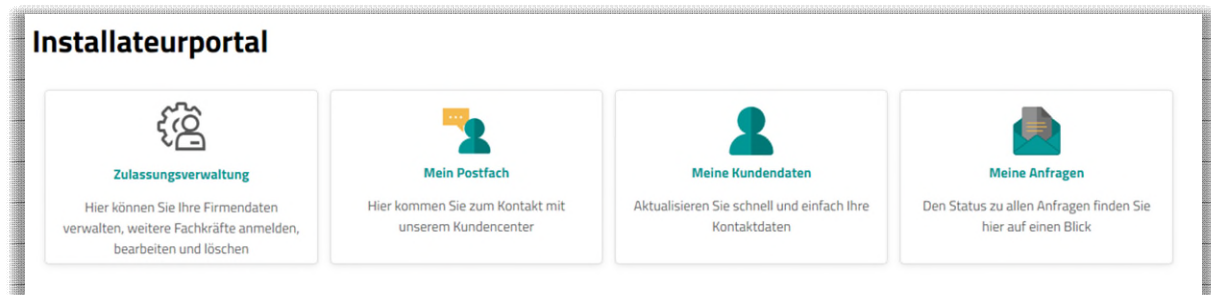 Installateurportal
Zulassungsverwaltung
Hier können Sie Ihre Firmendaten
verwalten, weitere Fachkräfte anmelden,
bearbeiten und löschen
Mein Postfach
Hier kommen Sie zum Kontakt mit
unserem Kundencenter
Meine Kundendaten
Aktualisieren Sie schnell und einfach Ihre
Kontaktdaten
Meine Anfragen
Den Status zu allen Anfragen finden Sie
hier auf einen Blick